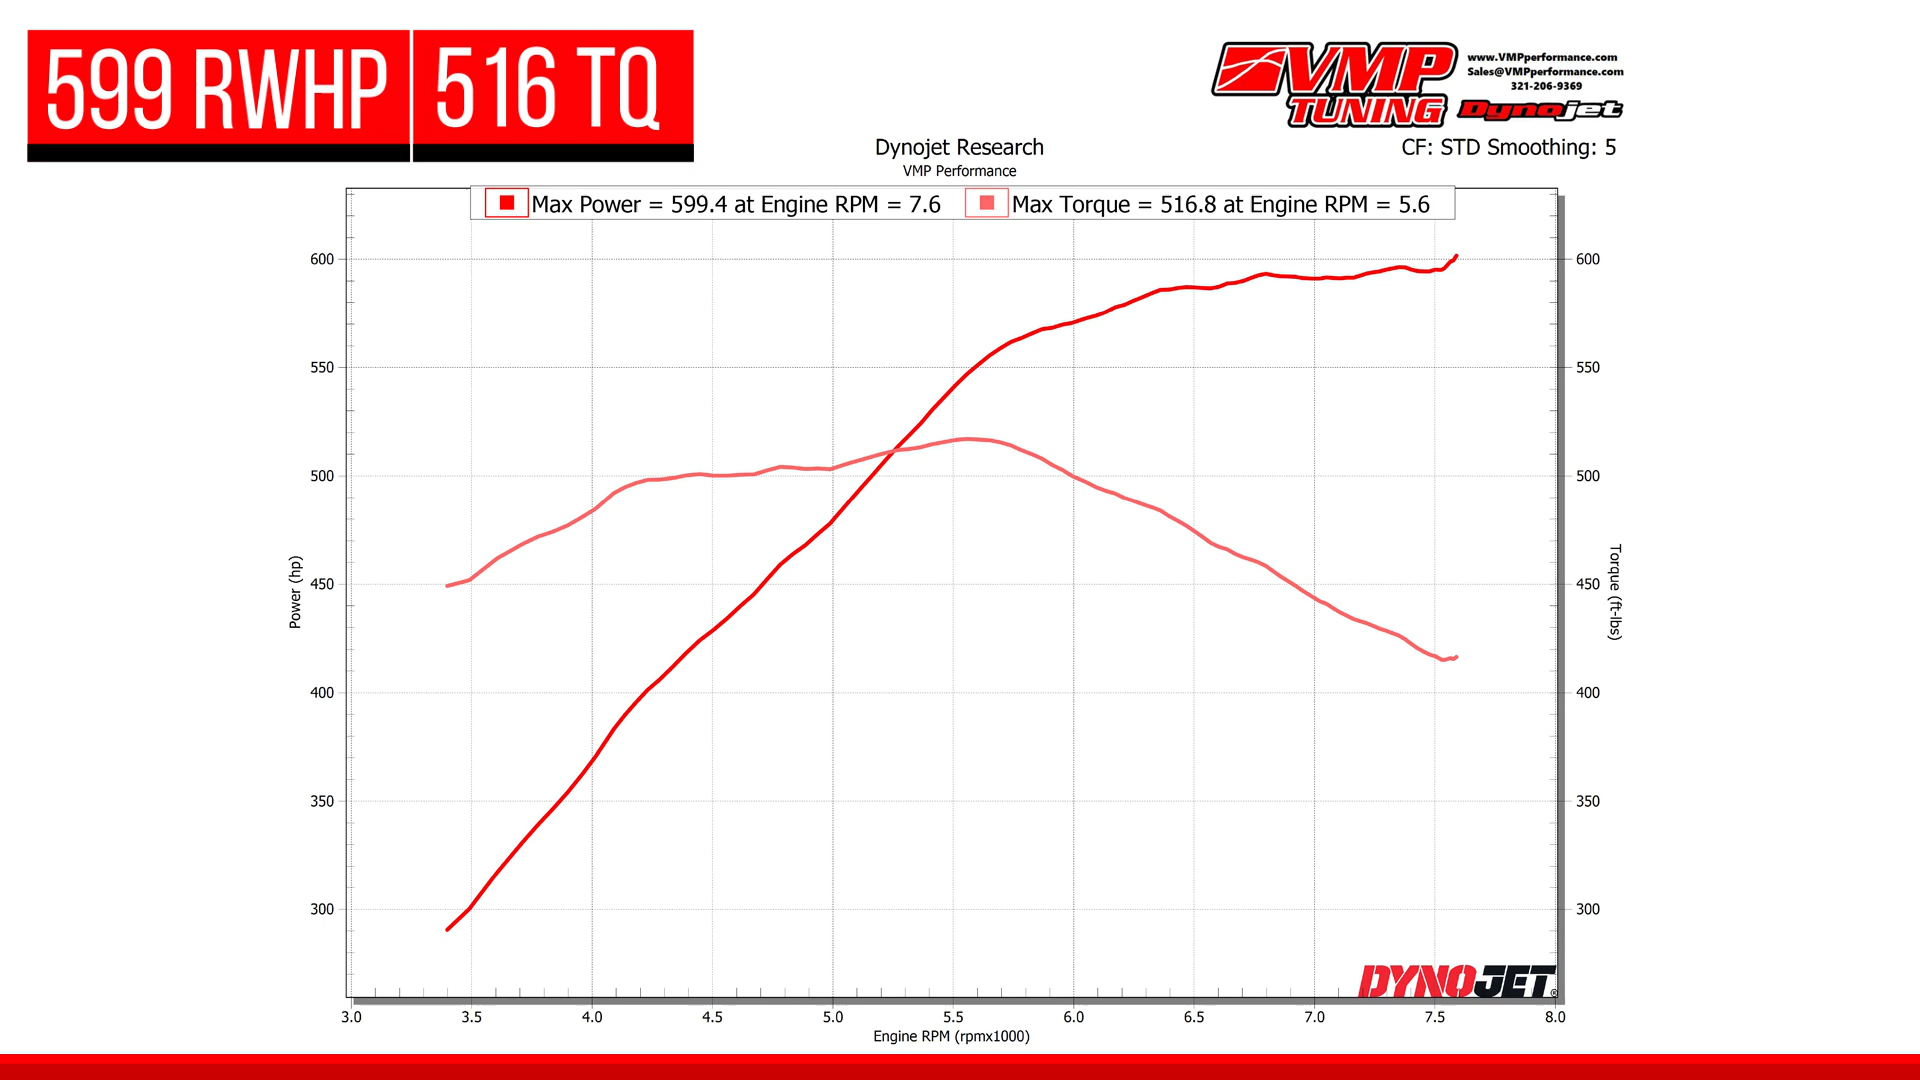 599 RWHP 516 TQ
VMP
TUNING
www.VMPperformance.com
Sales@VMPperformance.com
321-206-9369
Dynojet
Dynojet Research
VMP Performance
CF: STD Smoothing: 5
Max Power = 599.4 at Engine RPM = 7.6 Max Torque = 516.8 at Engine RPM = 5.6
600 600
550 550
500 500
450 450
400 400
350 350
300 300
Power (hp)
Torque (ft-lbs)
DYNOJET®
3.0 3.5 4.0 4.5 5.0 5.5 6.0 6.5 7.0 7.5 8.0
Engine RPM (rpmx1000)